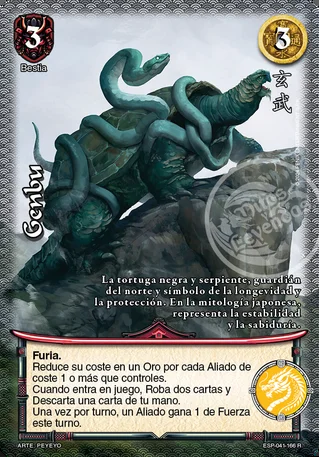 3
Bestia
3
玄
武
Genbu
Mitos y
Leyendas
La tortuga negra y serpiente, guardián
del norte y símbolo de la longevidad y
la protección. En la mitología japonesa,
representa la estabilidad
y la sabiduría.
Furia.
Reduce su coste en un Oro por cada Aliado de
coste 1 o más que controles.
Cuando entra en juego, Roba dos cartas y
Descarta una carta de tu mano.
Una vez por turno, un Aliado gana 1 de Fuerza
este turno.
ARTE: PEYEYO
ESP-041-166 R